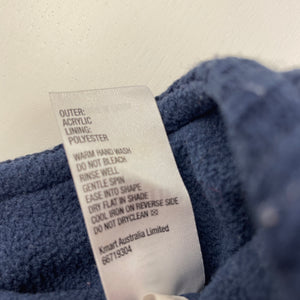 OUTER:
ACRYLIC
LINING:
POLYESTER
WARM HAND WASH
DO NOT BLEACH
RINSE WELL
GENTLE SPIN
EASE INTO SHAPE
DRY FLAT IN SHADE
COOL IRON ON REVERSE SIDE
DO NOT DRYCLEAN
Kmart Australia Limited
66719304